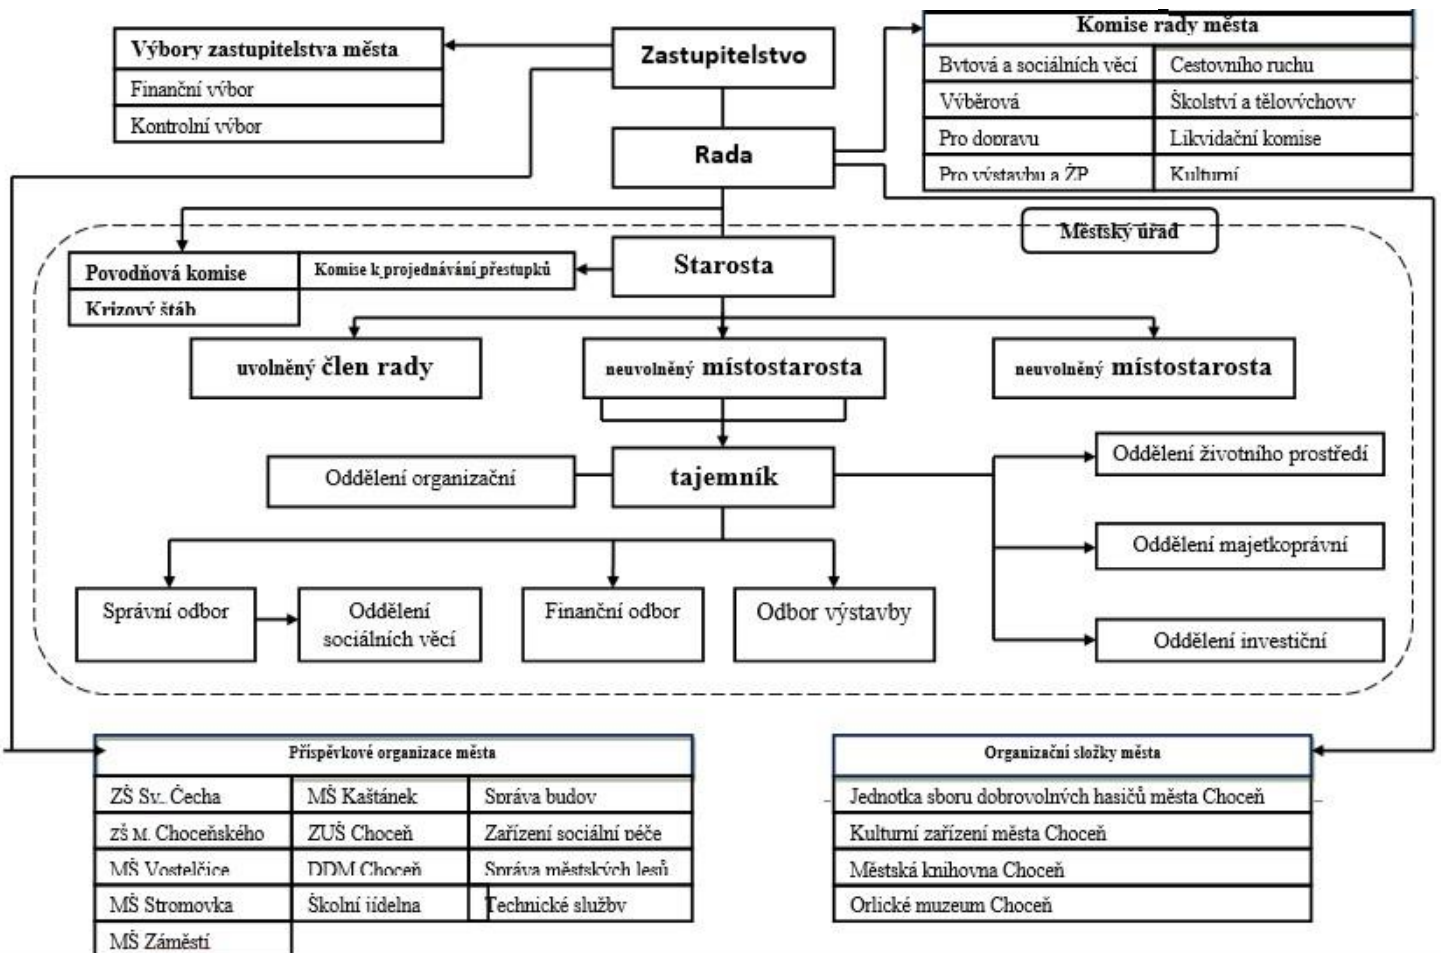 Výbory zastupitelstva města
Finanční výbor
Kontrolní výbor
Zastupitelstvo
Rada
Komise rady města
Bytová a sociálních věcí
Cestovního ruchu
Výběrová
Školství a tělovýchovy
Pro dopravu
Likvidační komise
Pro výstavbu a ŽP
Kulturní
Městský úřad
Povodňová komise
Komise k projednávání přestupků
Krizový štáb
Starosta
uvolněný člen rady
neuvolněný místostarosta
neuvolněný místostarosta
Oddělení organizační
tajemník
Oddělení životního prostředí
Oddělení majetkoprávní
Oddělení investiční
Správní odbor
Oddělení
sociálních věcí
Finanční odbor
Odbor výstavby
Příspěvkové organizace města
ZŠ Sv. Čecha
MŠ Kaštánek
Správa budov
ZŠ M. Choceňského
ZUŠ Choceň
Zařízení sociální péče
MŠ Vostelčice
DDM Choceň
Správa městských lesů
MŠ Stromovka
Školní jídelna
Technické služby
MŠ Záměstí
Organizační složky města
Jednotka sboru dobrovolných hasičů města Choceň
Kulturní zařízení města Choceň
Městská knihovna Choceň
Orlické muzeum Choceň